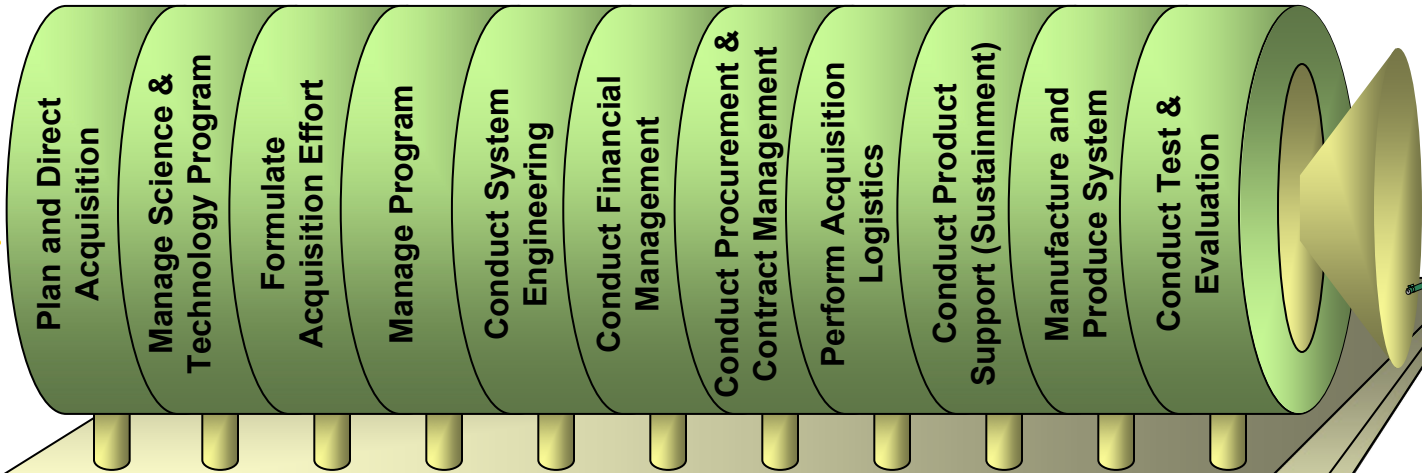 Plan and Direct
Acquisition
Manage Science &
Technology Program
Formulate
Acquisition Effort
Manage Program
Conduct System
Engineering
Conduct Financial
Management
Conduct Procurement &
Contract Management
Perform Acquisition
Logistics
Conduct Product
Support (Sustainment)
Manufacture and
Produce System
Conduct Test &
Evaluation